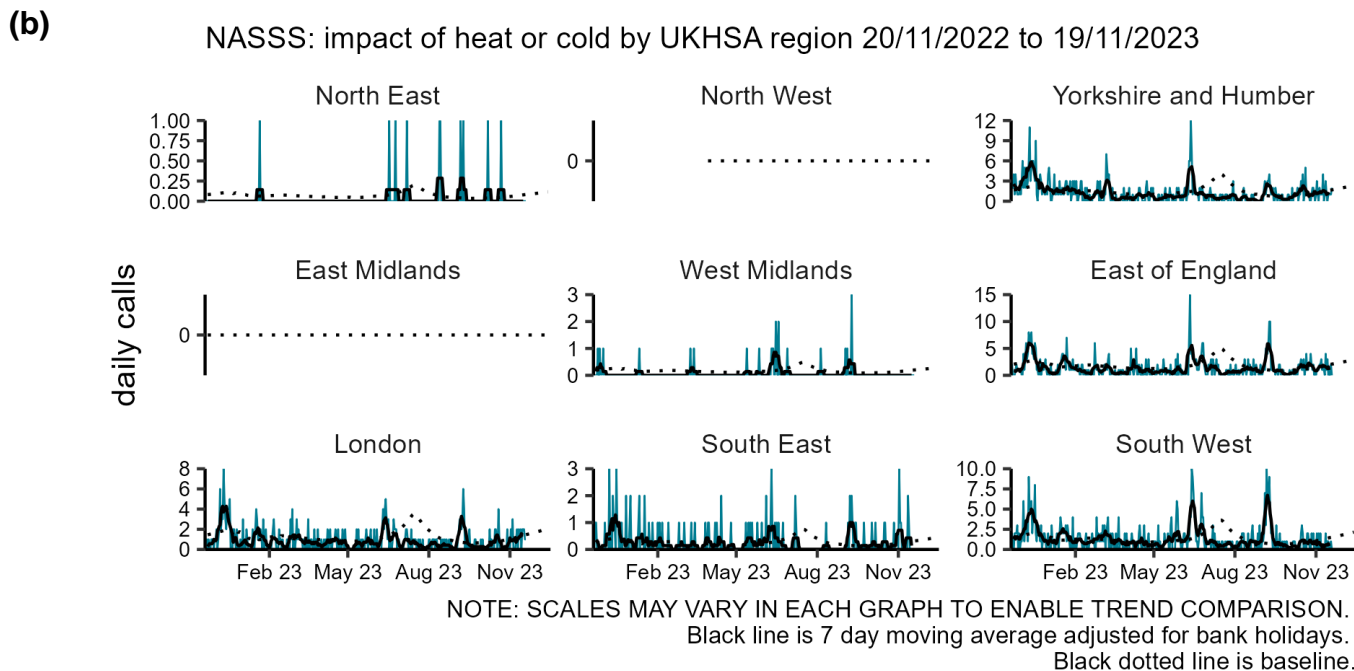 (b)
NASSS: impact of heat or cold by UKHSA region 20/11/2022 to 19/11/2023
North East
North West
Yorkshire and Humber
1.00
0.75
0.50
0.25
0.00
0
12
9
6
3
0
daily calls
East Midlands
West Midlands
East of England
0
3
2
1
0
15
10
5
0
London
South East
South West
8
6
4
2
0
3
2
1
0
10.0
7.5
5.0
2.5
0.0
Feb 23 May 23 Aug 23 Nov 23
Feb 23 May 23 Aug 23 Nov 23
Feb 23 May 23 Aug 23 Nov 23
NOTE: SCALES MAY VARY IN EACH GRAPH TO ENABLE TREND COMPARISON.
Black line is 7 day moving average adjusted for bank holidays.
Black dotted line is baseline.